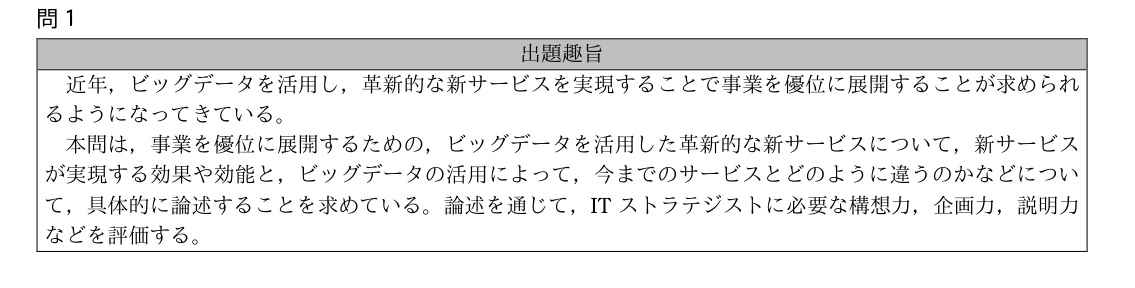 問1
出題趣旨
近年，ビッグデータを活用し，革新的な新サービスを実現することで事業を優位に展開することが求められ
るようになってきている。
本問は，事業を優位に展開するための，ビッグデータを活用した革新的な新サービスについて，新サービス
が実現する効果や効能と，ビッグデータの活用によって，今までのサービスとどのように違うのかなどについ
て，具体的に論述することを求めている。論述を通じて，IT ストラテジストに必要な構想力，企画力，説明力
などを評価する。